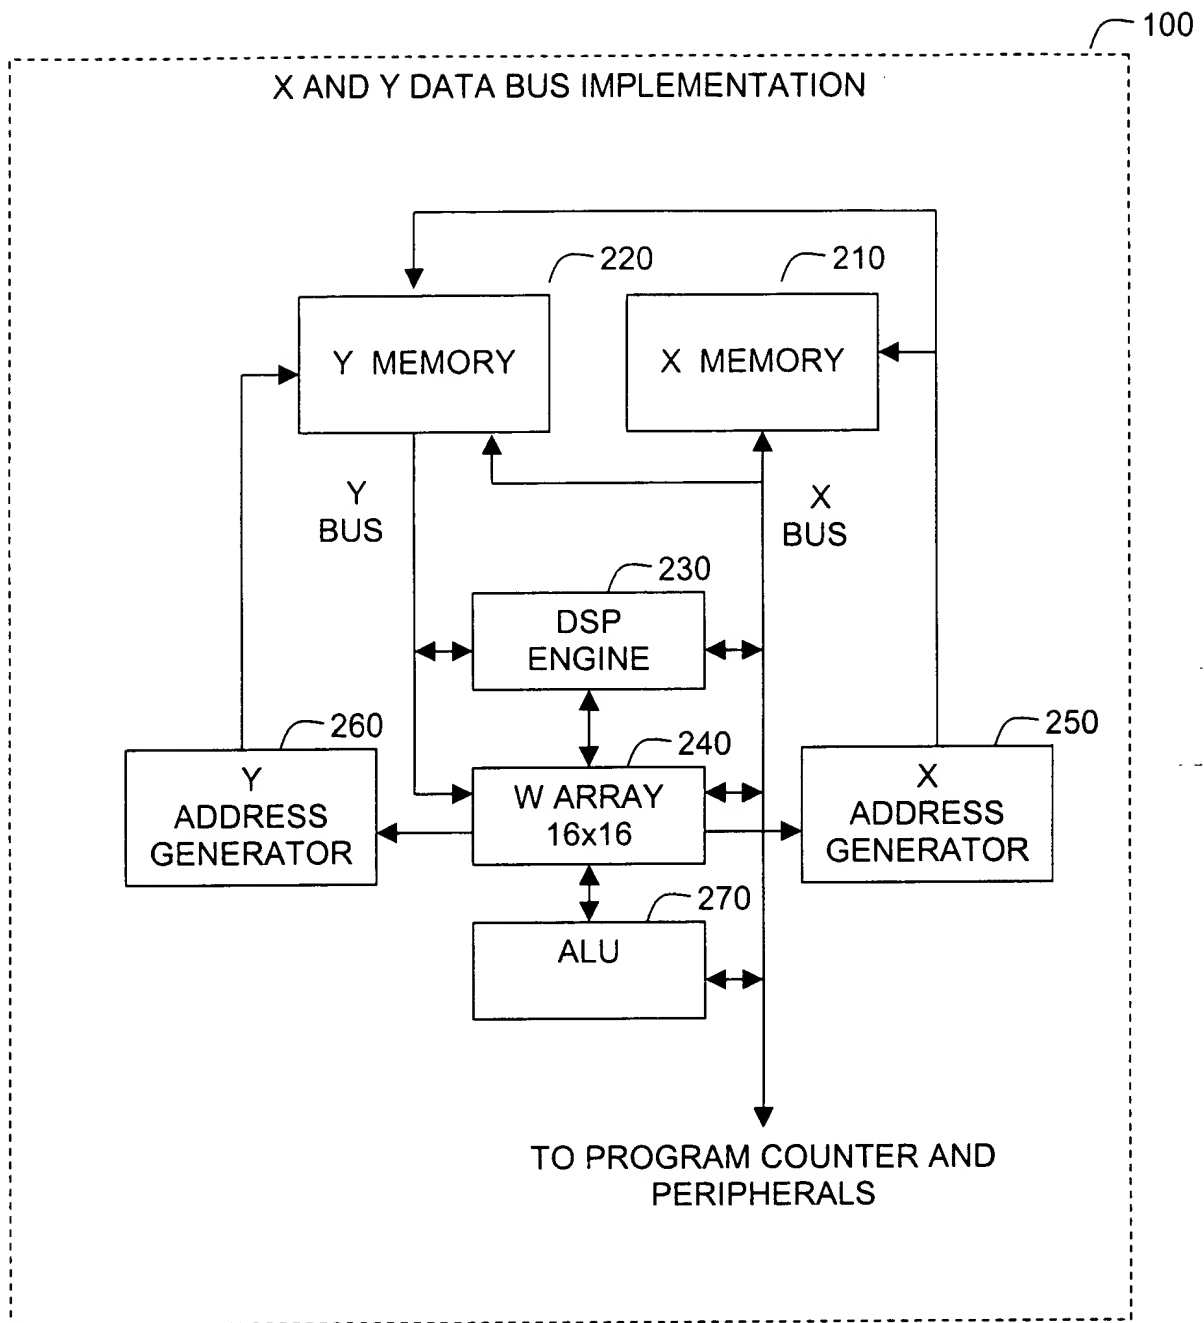 100
X AND Y DATA BUS IMPLEMENTATION
220
210
Y MEMORY
X MEMORY
Y
BUS
X
BUS
230
DSP
ENGINE
260
240
250
Y
ADDRESS
GENERATOR
W ARRAY
16x16
X
ADDRESS
GENERATOR
270
ALU
TO PROGRAM COUNTER AND
PERIPHERALS